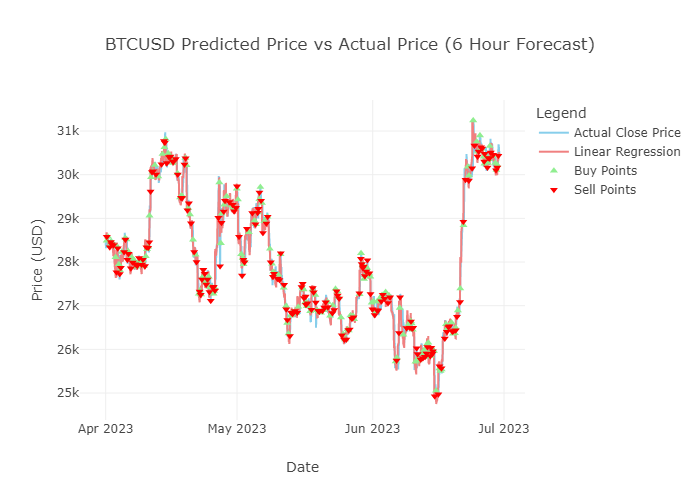 BTCUSD Predicted Price vs Actual Price (6 Hour Forecast)
Legend
Actual Close Price
Linear Regression
Buy Points
Sell Points
Price (USD)
31k
30k
29k
28k
27k
26k
25k
Apr 2023
May 2023
Jun 2023
Jul 2023
Date